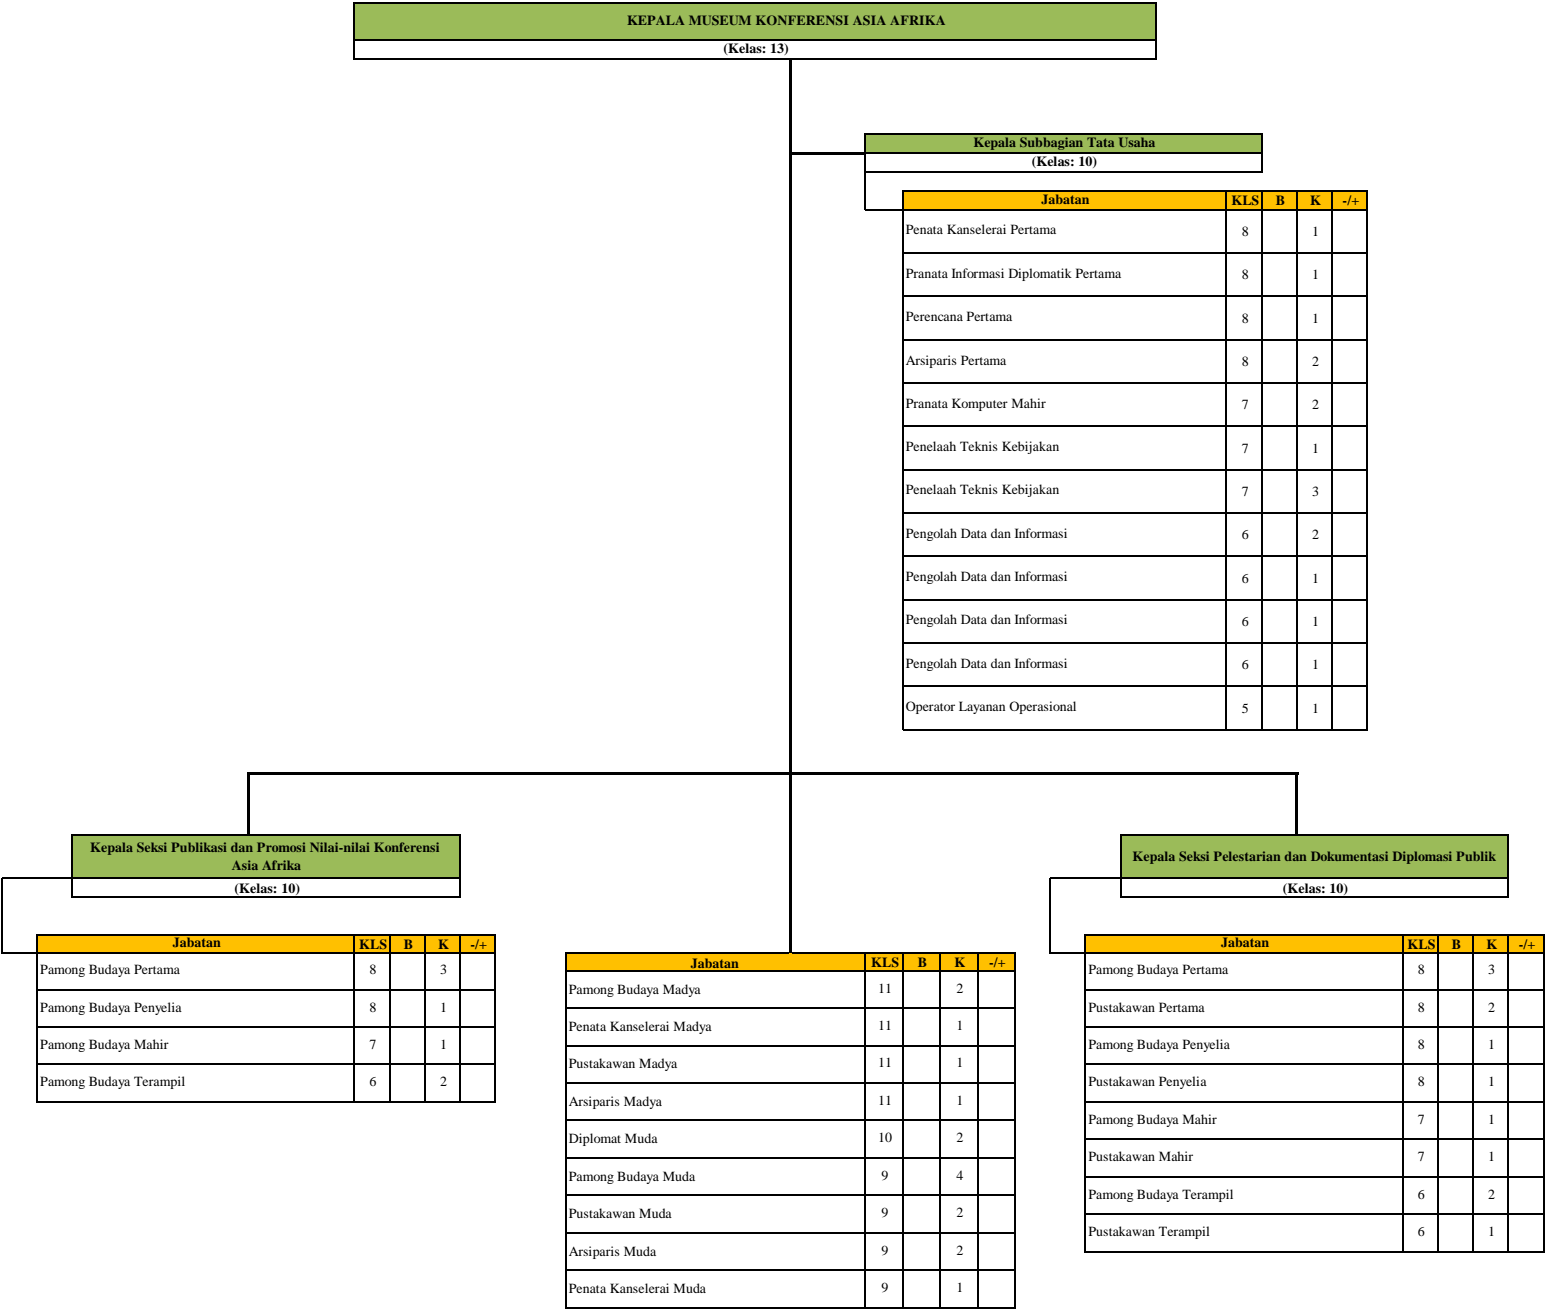 KEPALA MUSEUM KONFERENSI ASIA AFRIKA
(Kelas: 13)
Kepala Subbagian Tata Usaha
(Kelas: 10)
Jabatan KLS B K -/+
Penata Kanselerai Pertama 8 1
Pranata Informasi Diplomatik Pertama 8 1
Perencana Pertama 8 1
Arsiparis Pertama 8 2
Pranata Komputer Mahir 7 2
Penelaah Teknis Kebijakan 7 1
Penelaah Teknis Kebijakan 7 3
Pengolah Data dan Informasi 6 2
Pengolah Data dan Informasi 6 1
Pengolah Data dan Informasi 6 1
Pengolah Data dan Informasi 6 1
Operator Layanan Operasional 5 1
Kepala Seksi Publikasi dan Promosi Nilai-nilai Konferensi
Asia Afrika
(Kelas: 10)
Jabatan KLS B K -/+
Pamong Budaya Pertama 8 3
Pamong Budaya Penyelia 8 1
Pamong Budaya Mahir 7 1
Pamong Budaya Terampil 6 2
Jabatan KLS B K -/+
Pamong Budaya Madya 11 2
Penata Kanselerai Madya 11 1
Pustakawan Madya 11 1
Arsiparis Madya 11 1
Diplomat Muda 10 2
Pamong Budaya Muda 9 4
Pustakawan Muda 9 2
Arsiparis Muda 9 2
Penata Kanselerai Muda 9 1
Kepala Seksi Pelestarian dan Dokumentasi Diplomasi Publik
(Kelas: 10)
Jabatan KLS B K -/+
Pamong Budaya Pertama 8 3
Pustakawan Pertama 8 2
Pamong Budaya Penyelia 8 1
Pustakawan Penyelia 8 1
Pamong Budaya Mahir 7 1
Pustakawan Mahir 7 1
Pamong Budaya Terampil 6 2
Pustakawan Terampil 6 1